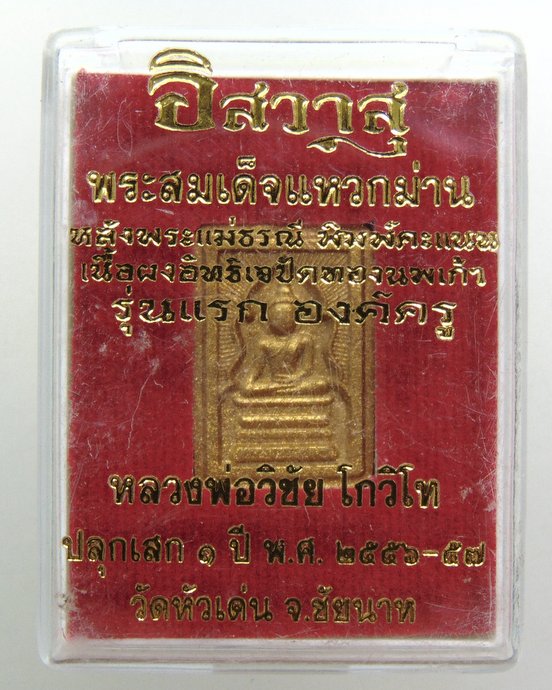 อิสวาสุ
พระสมเด็จแหวกม่าน
หลังพระแม่ธรณี พิมพ์คะแนน
เนื้อผงอิทธิเจปัดทองนพเก้า
รุ่นแรก องค์ครู
หลวงพ่อวิชัย โกวิโท
ปลุกเสก ๑ ปี พ.ศ. ๒๕๕๖-๕๗
วัดหัวเด่น จ.ชัยนาท